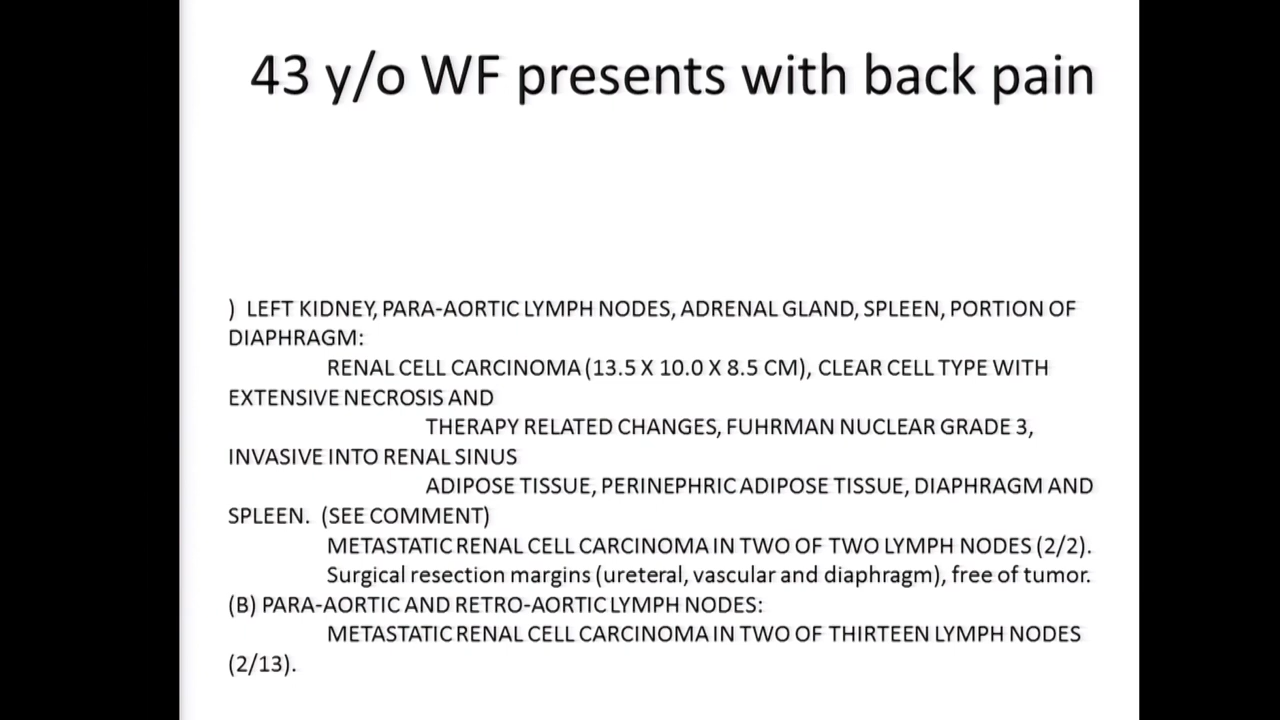 43 y/o WF presents with back pain
) LEFT KIDNEY, PARA-AORTIC LYMPH NODES, ADRENAL GLAND, SPLEEN, PORTION OF
DIAPHRAGM:
RENAL CELL CARCINOMA (13.5 X 10.0 X 8.5 CM), CLEAR CELL TYPE WITH
EXTENSIVE NECROSIS AND
THERAPY RELATED CHANGES, FUHRMAN NUCLEAR GRADE 3,
INVASIVE INTO RENAL SINUS
ADIPOSE TISSUE, PERINEPHRIC ADIPOSE TISSUE, DIAPHRAGM AND
SPLEEN. (SEE COMMENT)
METASTATIC RENAL CELL CARCINOMA IN TWO OF TWO LYMPH NODES (2/2).
Surgical resection margins (ureteral, vascular and diaphragm), free of tumor.
(B) PARA-AORTIC AND RETRO-AORTIC LYMPH NODES:
METASTATIC RENAL CELL CARCINOMA IN TWO OF THIRTEEN LYMPH NODES
(2/13).